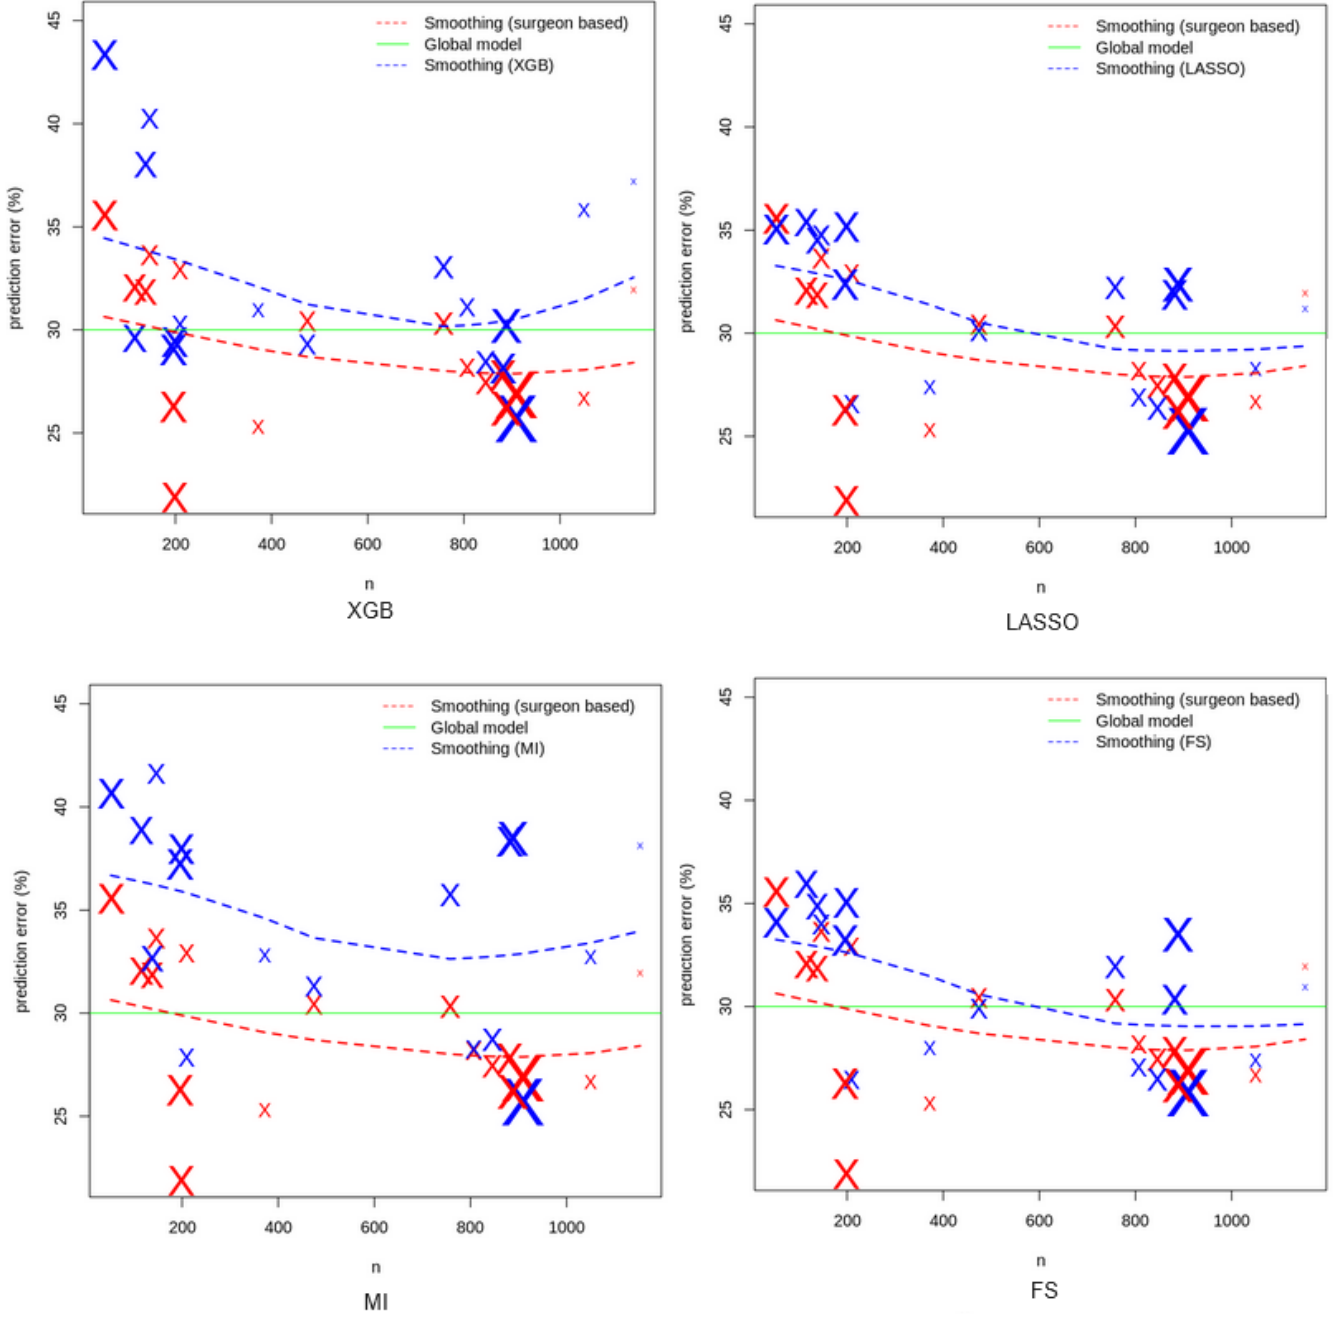 Smoothing (surgeon based)
Global model
Smoothing (XGB)
45
40
35
30
25
prediction error (%)
200 400 600 800 1000
n
XGB
Smoothing (surgeon based)
Global model
Smoothing (LASSO)
45
40
35
30
25
prediction error (%)
200 400 600 800 1000
n
LASSO
Smoothing (surgeon based)
Global model
Smoothing (MI)
45
40
35
30
25
prediction error (%)
200 400 600 800 1000
n
MI
Smoothing (surgeon based)
Global model
Smoothing (FS)
45
40
35
30
25
prediction error (%)
200 400 600 800 1000
n
FS